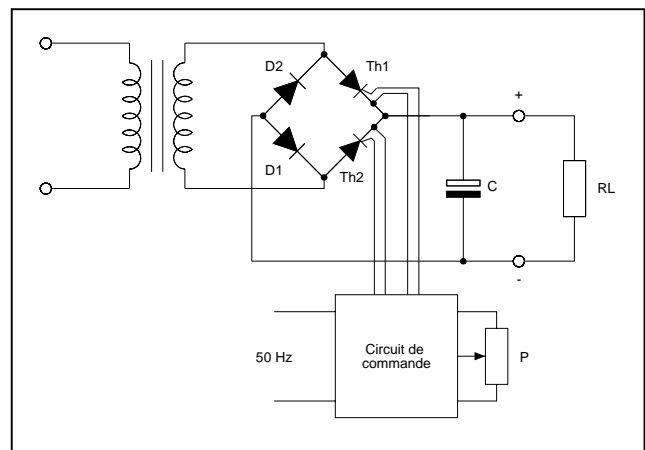 D2
Th1
D1
Th2
+
C
RL
-
50 Hz
Circuit de
commande
P